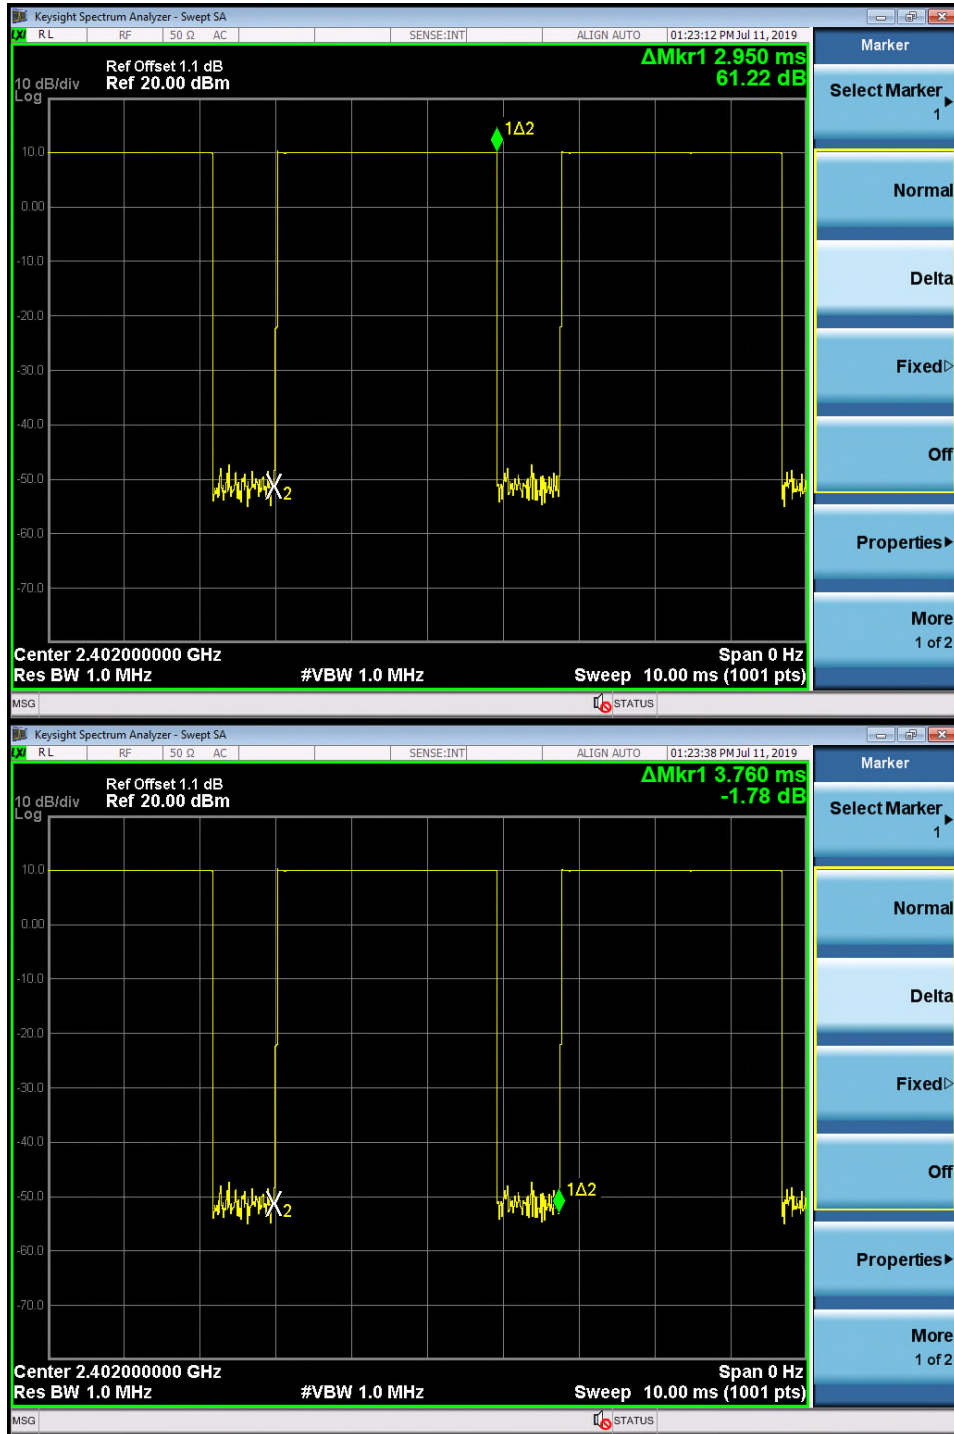 Keysight Spectrum Analyzer - Swept SA
LXI RL RF 50 Ω AC SENSE:INT ALIGN AUTO 01:23:12 PM Jul 11, 2019
ΔMkr1 2.950 ms
61.22 dB
Ref Offset 1.1 dB
10 dB/div Ref 20.00 dBm
Log
1Δ2
10.0
0.00
-10.0
-20.0
-30.0
-40.0
-50.0
2
-60.0
-70.0
Center 2.402000000 GHz Span 0 Hz
Res BW 1.0 MHz #VBW 1.0 MHz Sweep 10.00 ms (1001 pts)
MSG STATUS
Marker
Select Marker
1
Normal
Delta
Fixed
Off
Properties
More
1 of 2
Keysight Spectrum Analyzer - Swept SA
LXI RL RF 50 Ω AC SENSE:INT ALIGN AUTO 01:23:38 PM Jul 11, 2019
ΔMkr1 3.760 ms
-1.78 dB
Ref Offset 1.1 dB
10 dB/div Ref 20.00 dBm
Log
10.0
0.00
-10.0
-20.0
-30.0
-40.0
-50.0
2
1Δ2
-60.0
-70.0
Center 2.402000000 GHz Span 0 Hz
Res BW 1.0 MHz #VBW 1.0 MHz Sweep 10.00 ms (1001 pts)
MSG STATUS
Marker
Select Marker
1
Normal
Delta
Fixed
Off
Properties
More
1 of 2